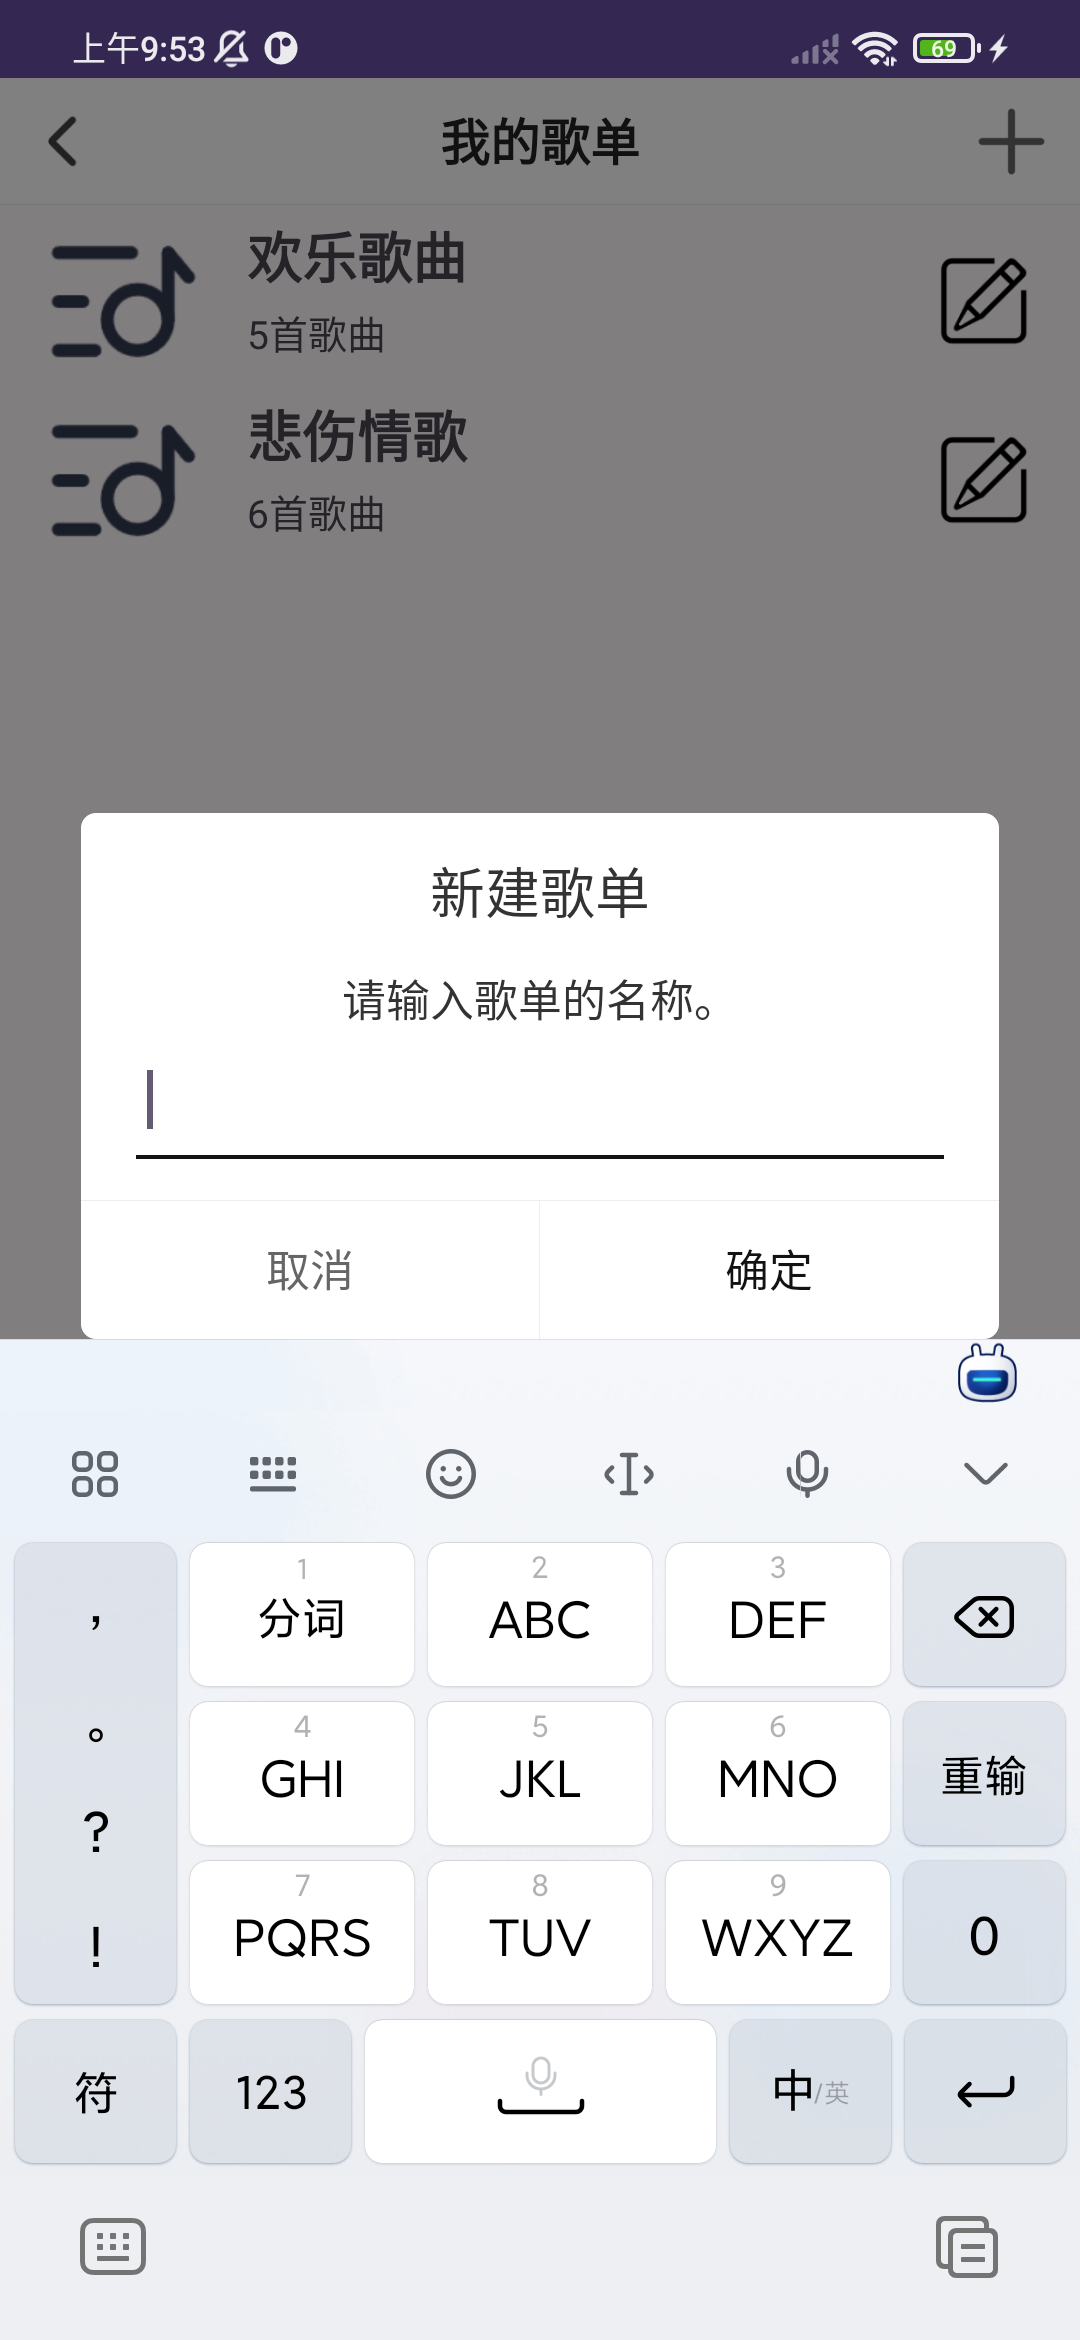 上午9:53
69
我的歌单
欢乐歌曲
5首歌曲
悲伤情歌
6首歌曲
新建歌单
请输入歌单的名称。
取消
确定
，
。
?
!
1
分词
2
ABC
3
DEF
4
GHI
5
JKL
6
MNO
重输
7
PQRS
8
TUV
9
WXYZ
0
符
123
中/英